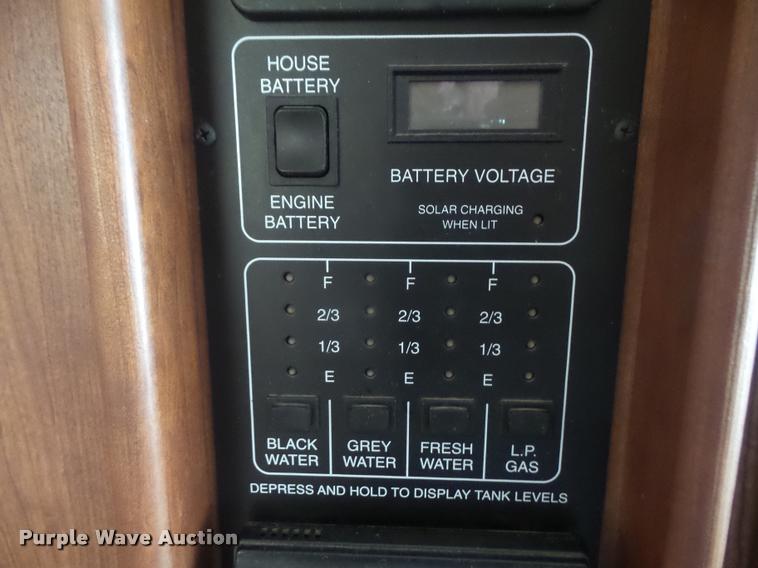 HOUSE
BATTERY
ENGINE
BATTERY
BATTERY VOLTAGE
SOLAR CHARGING
WHEN LIT
F F F
2/3 2/3 2/3
1/3 1/3 1/3
E E E
BLACK
WATER
GREY
WATER
FRESH
WATER
L.P.
GAS
DEPRESS AND HOLD TO DISPLAY TANK LEVELS
Purple Wave Auction